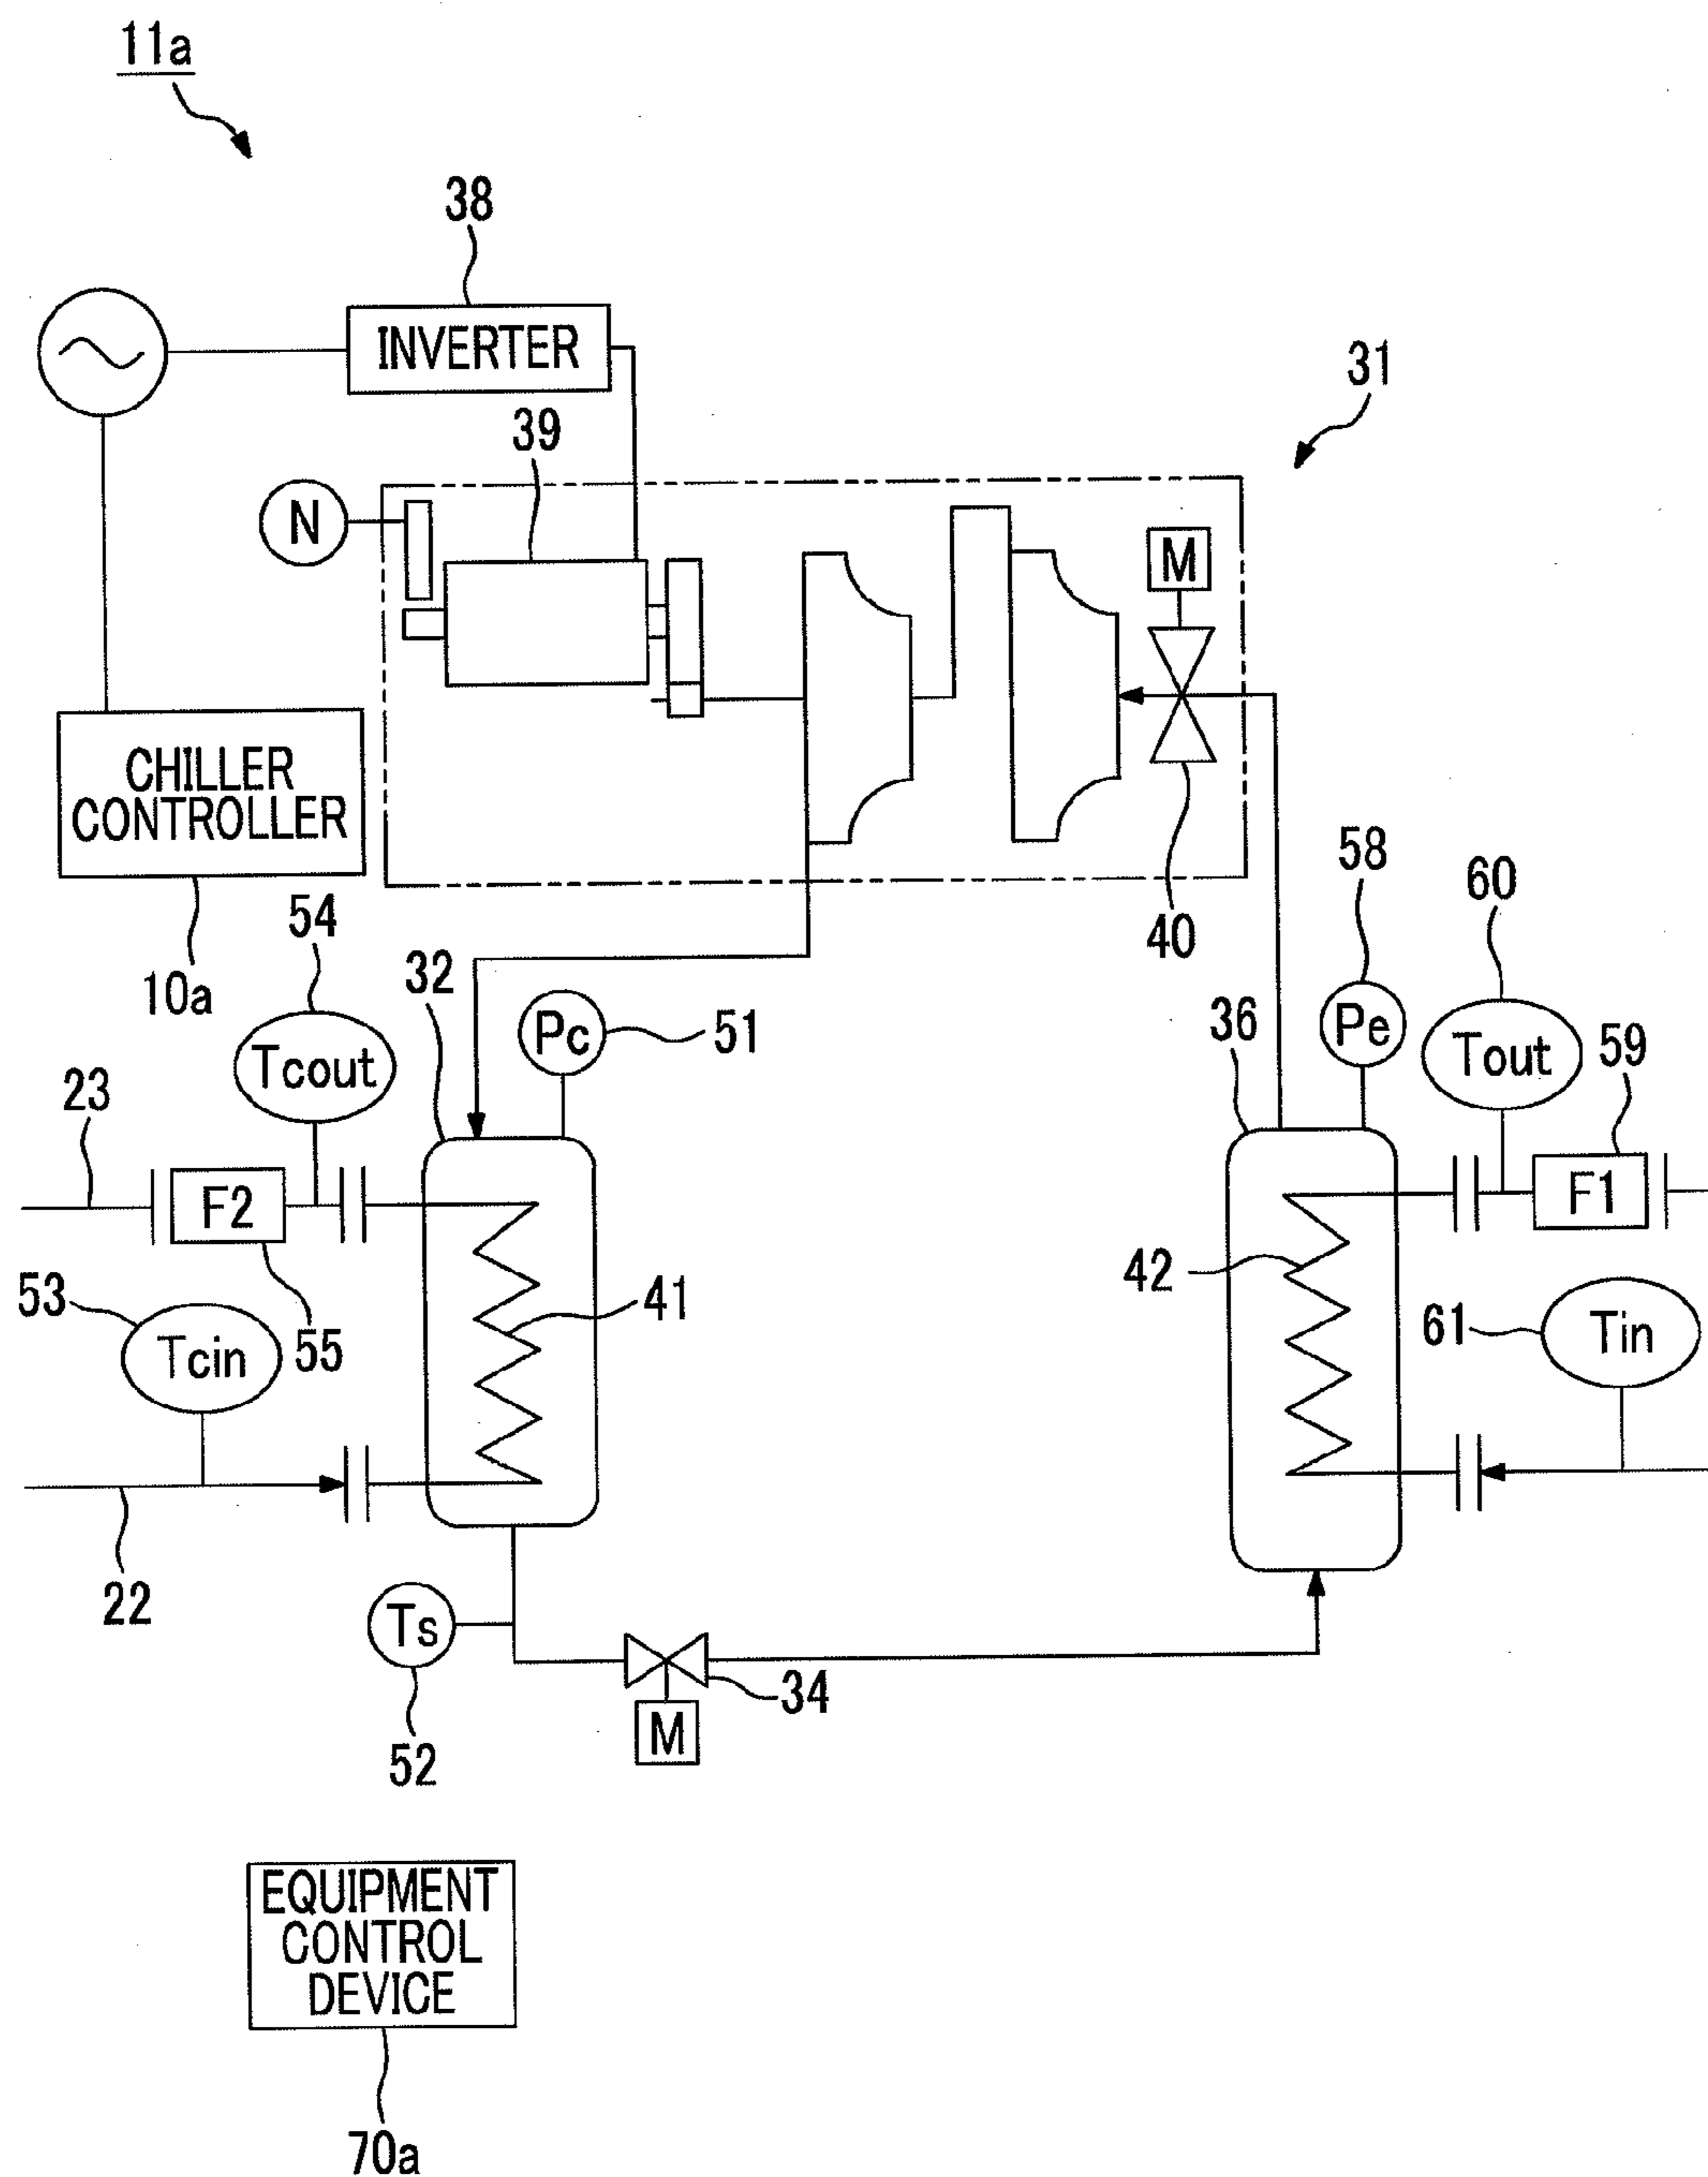 11a
38
INVERTER
31
39
N
M
CHILLER
CONTROLLER
10a
40
54
32
58
60
Pc
51
36
Pe
Tcout
Tout
59
23
F2
F1
53
41
42
55
Tcin
61
Tin
22
Ts
34
M
52
EQUIPMENT
CONTROL
DEVICE
70a